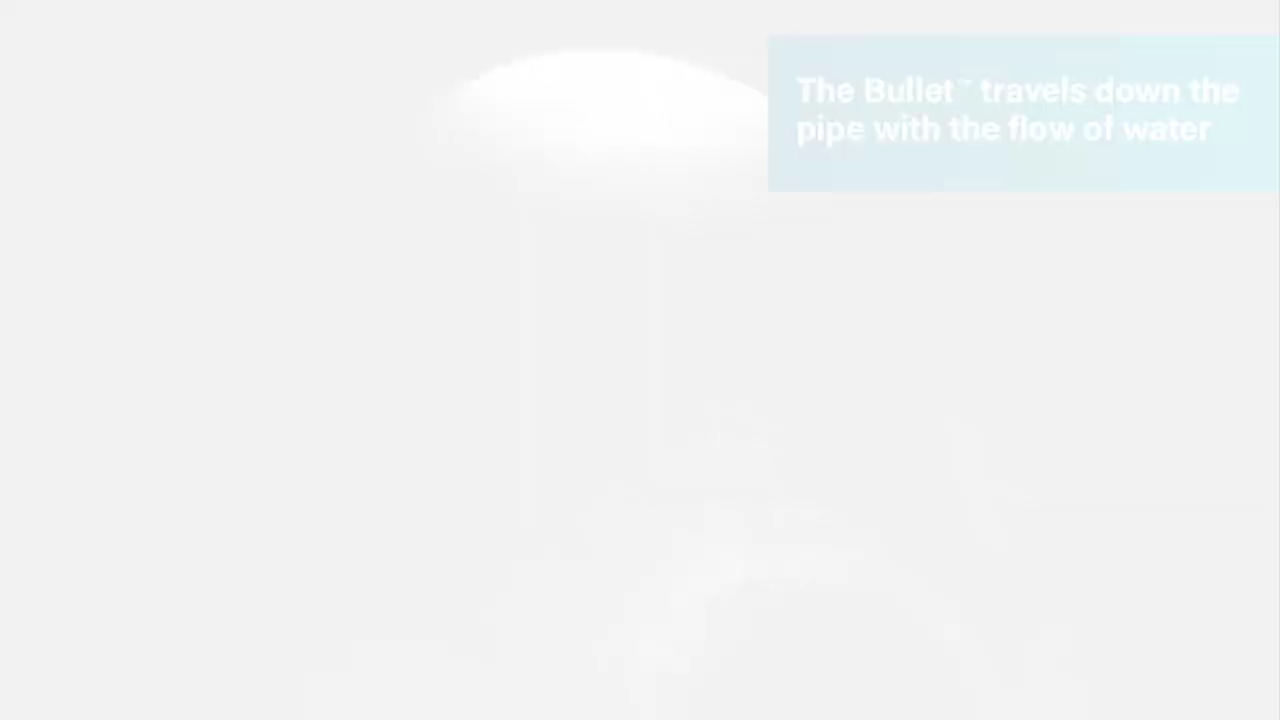 The Bullet™ travels down the
pipe with the flow of water